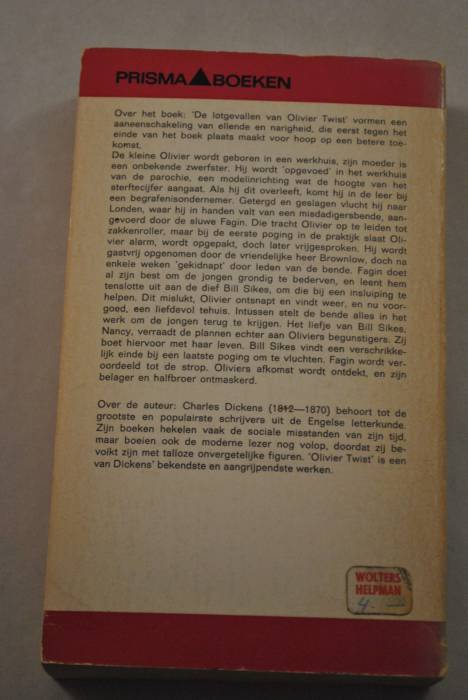 PRISMA BOEKEN
Over het boek: 'De lotgevallen van Olivier Twist' vormen een
aaneenschakeling van ellende en narigheid, die eerst tegen het
einde van het boek plaats maakt voor hoop op een betere toe-
komst.
De kleine Olivier wordt geboren in een werkhuis, zijn moeder is
een onbekende zwerfster. Hij wordt 'opgevoed' in het werkhuis
van de parochie, een modelinrichting wat de hoogte van het
sterftecijfer aangaat. Als hij dit overleeft, komt hij in de leer bij
een begrafenisondernemer. Getergd en geslagen vlucht hij naar
Londen, waar hij in handen valt van een misdadigersbende, aan-
gevoerd door de sluwe Fagin. Die tracht Olivier op te leiden tot
zakkenroller, maar bij de eerste poging in de praktijk slaat Oli-
vier alarm, wordt opgepakt, doch later vrijgesproken. Hij wordt
gastvrij opgenomen door de vriendelijke heer Brownlow, doch na
enkele weken 'gekidnapt' door leden van de bende. Fagin doet
al zijn best om de jongen grondig te bederven, en leent hem
tenslotte uit aan de dief Bill Sikes, om die bij een insluiping te
helpen. Dit mislukt, Olivier ontsnapt en vindt weer, en nu voor-
goed, een liefdevol tehuis. Intussen stelt de bende alles in het
werk om de jongen terug te krijgen. Het liefje van Bill Sikes,
Nancy, verraadt de plannen echter aan Oliviers begunstigers. Zij
boet hiervoor met haar leven. Bill Sikes vindt een verschrikke-
lijk einde bij een laatste poging om te vluchten. Fagin wordt ver-
oordeeld tot de strop. Oliviers afkomst wordt ontdekt, en zijn
belager en halfbroer ontmaskerd.
Over de auteur: Charles Dickens (1812—1870) behoort tot de
grootste en populairste schrijvers uit de Engelse letterkunde.
Zijn boeken hekelen vaak de sociale misstanden van zijn tijd,
maar boeien ook de moderne lezer nog volop, doordat zij be-
volkt zijn met talloze onvergetelijke figuren. 'Olivier Twist' is een
van Dickens' bekendste en aangrijpendste werken.
WOLTERS
HELPMAN
4.